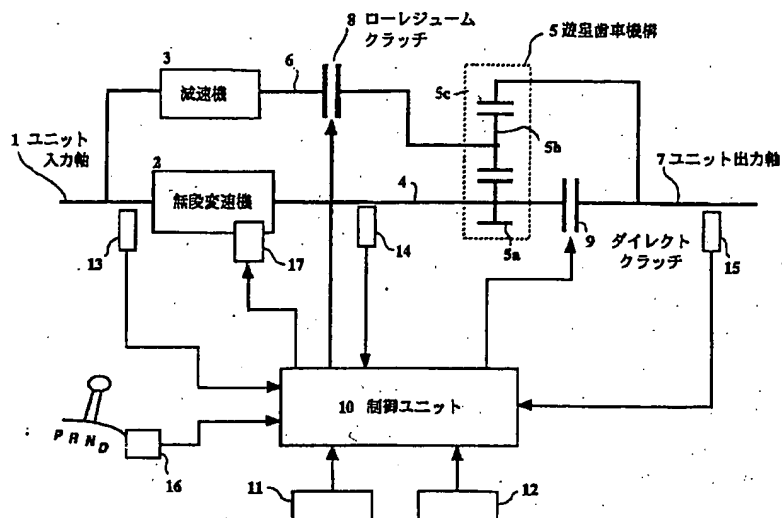 8 ローレジューム
クラッチ
5 遊星歯車機構
3
減速機
6
5c
5b
1 ユニット
入力軸
2
無段変速機
4
7 ユニット出力軸
13
17
14
5a
9
ダイレクト
クラッチ
15
10 制御ユニット
P R N D
16
11
12